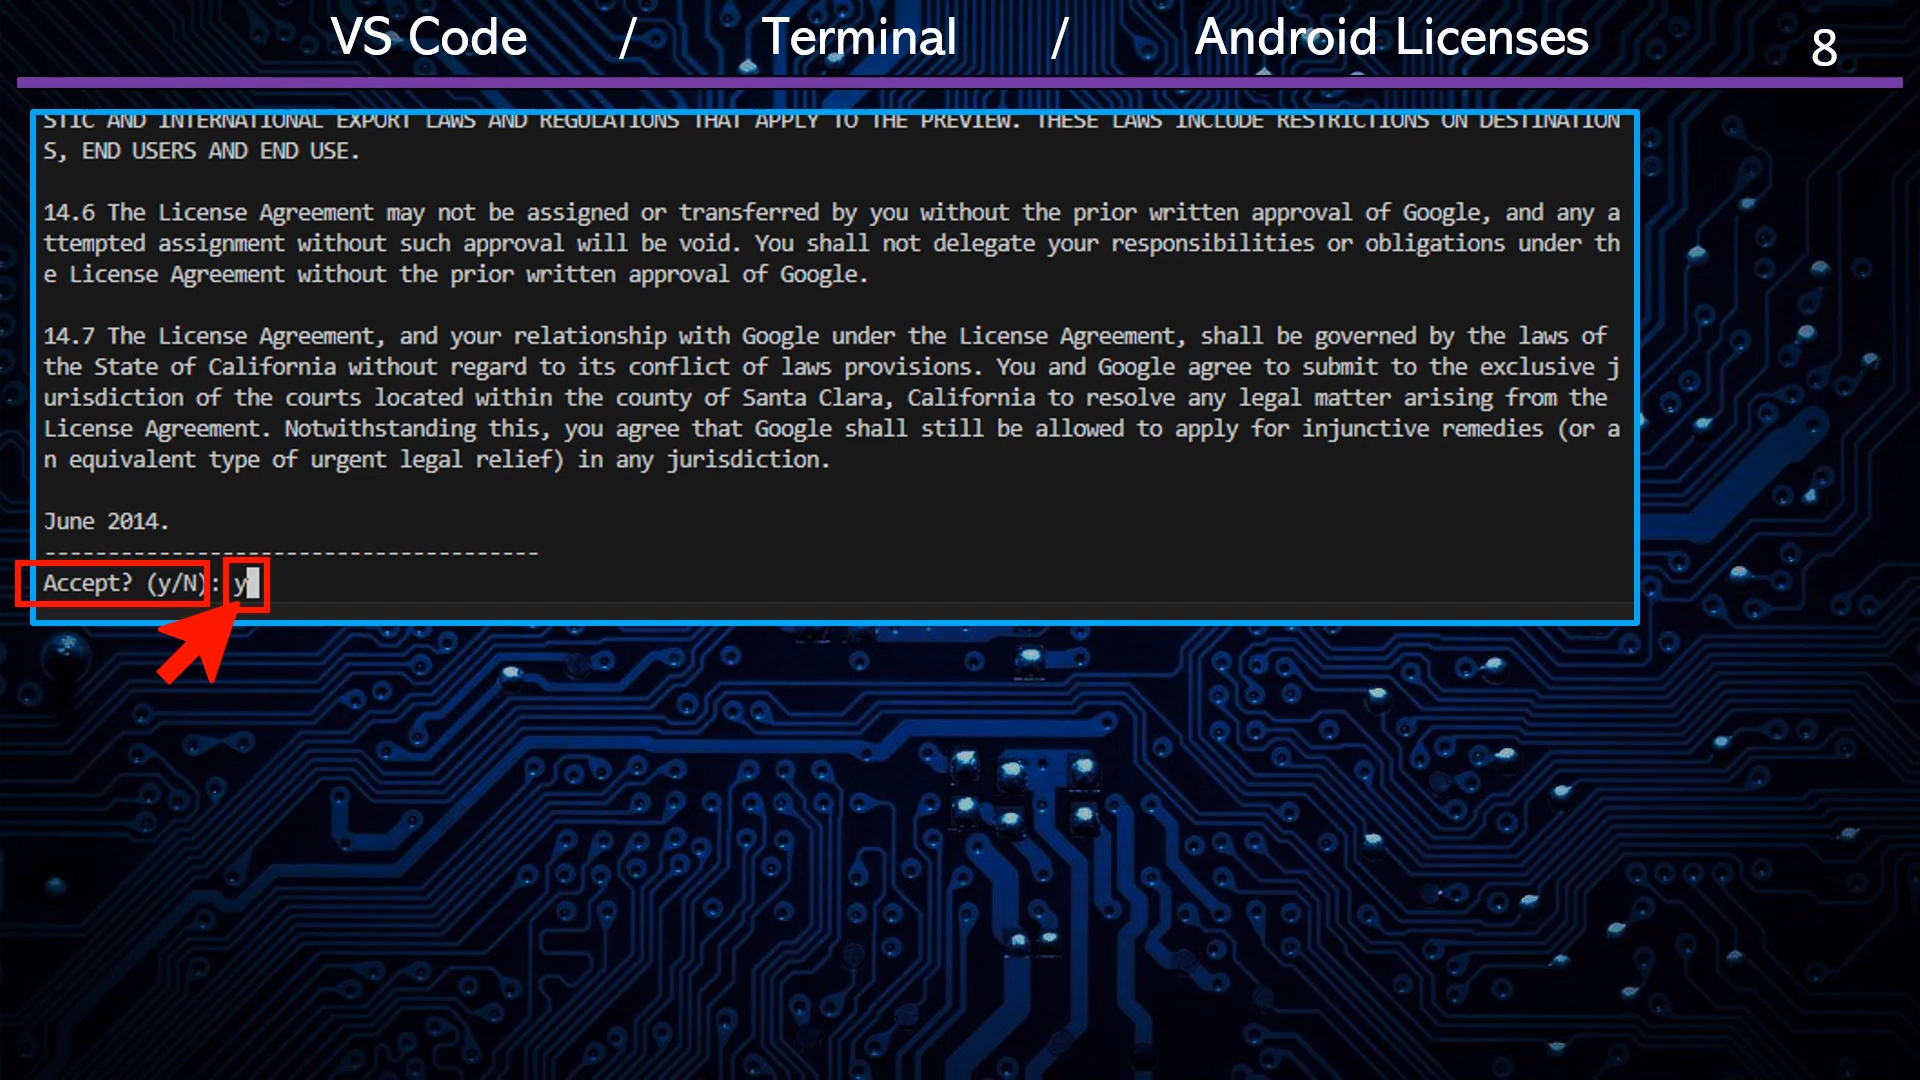 VS Code / Terminal / Android Licenses 8
STIC AND INTERNATIONAL EXPORT LAWS AND REGULATIONS THAT APPLY TO THE PREVIEW. THESE LAWS INCLUDE RESTRICTIONS ON DESTINATION
S, END USERS AND END USE.
14.6 The License Agreement may not be assigned or transferred by you without the prior written approval of Google, and any a
ttempted assignment without such approval will be void. You shall not delegate your responsibilities or obligations under th
e License Agreement without the prior written approval of Google.
14.7 The License Agreement, and your relationship with Google under the License Agreement, shall be governed by the laws of
the State of California without regard to its conflict of laws provisions. You and Google agree to submit to the exclusive j
urisdiction of the courts located within the county of Santa Clara, California to resolve any legal matter arising from the
License Agreement. Notwithstanding this, you agree that Google shall still be allowed to apply for injunctive remedies (or a
n equivalent type of urgent legal relief) in any jurisdiction.
June 2014.
---------------------------------------
Accept? (y/N): y